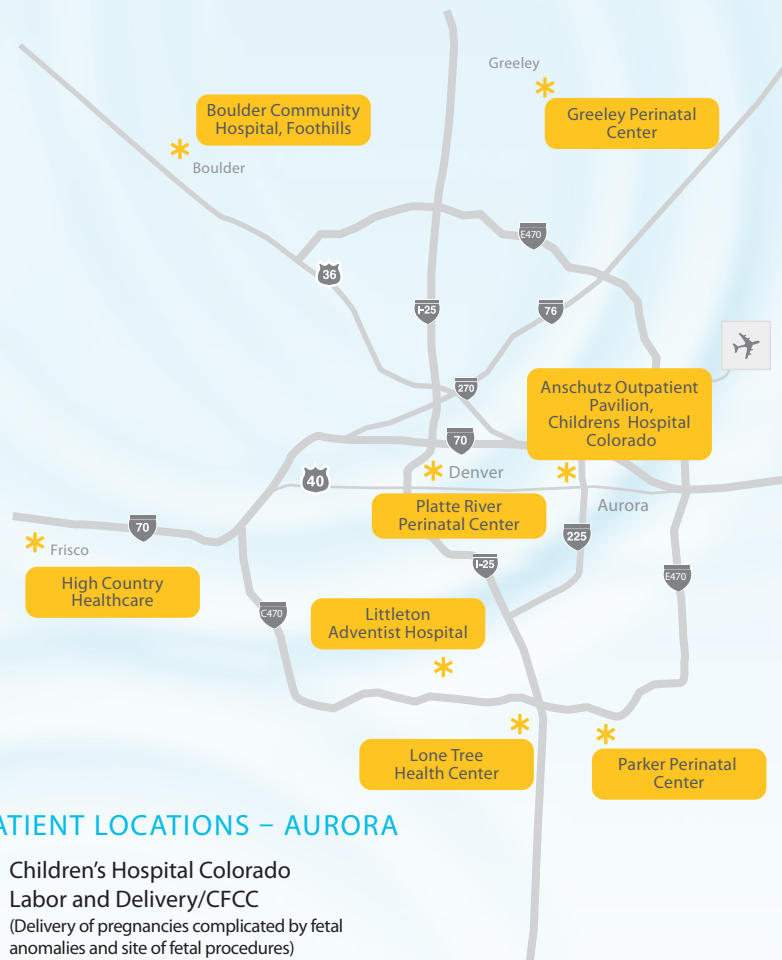 Greeley
Boulder Community
Hospital, Foothills
Greeley Perinatal
Center
Boulder
E470
36
I-25
76
270
Anschutz Outpatient
Pavilion,
Childrens Hospital
Colorado
70
40
Denver
Aurora
Platte River
Perinatal Center
70
225
Frisco
I-25
E470
High Country
Healthcare
C470
Littleton
Adventist Hospital
Lone Tree
Health Center
Parker Perinatal
Center
ATIENT LOCATIONS – AURORA
Children's Hospital Colorado
Labor and Delivery/CFCC
(Delivery of pregnancies complicated by fetal
anomalies and site of fetal procedures)